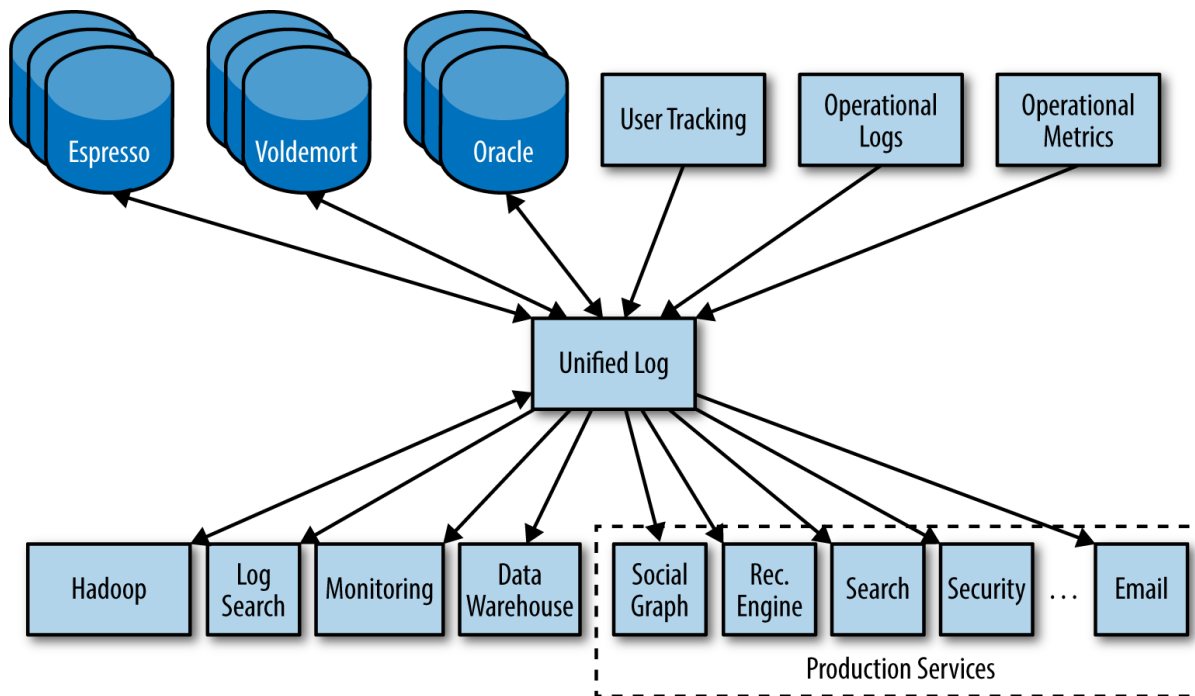 Espresso
Voldemort
Oracle
User Tracking
Operational
Logs
Operational
Metrics
Unified Log
Hadoop
Log
Search
Monitoring
Data
Warehouse
Social
Graph
Rec.
Engine
Search
Security
...
Email
Production Services